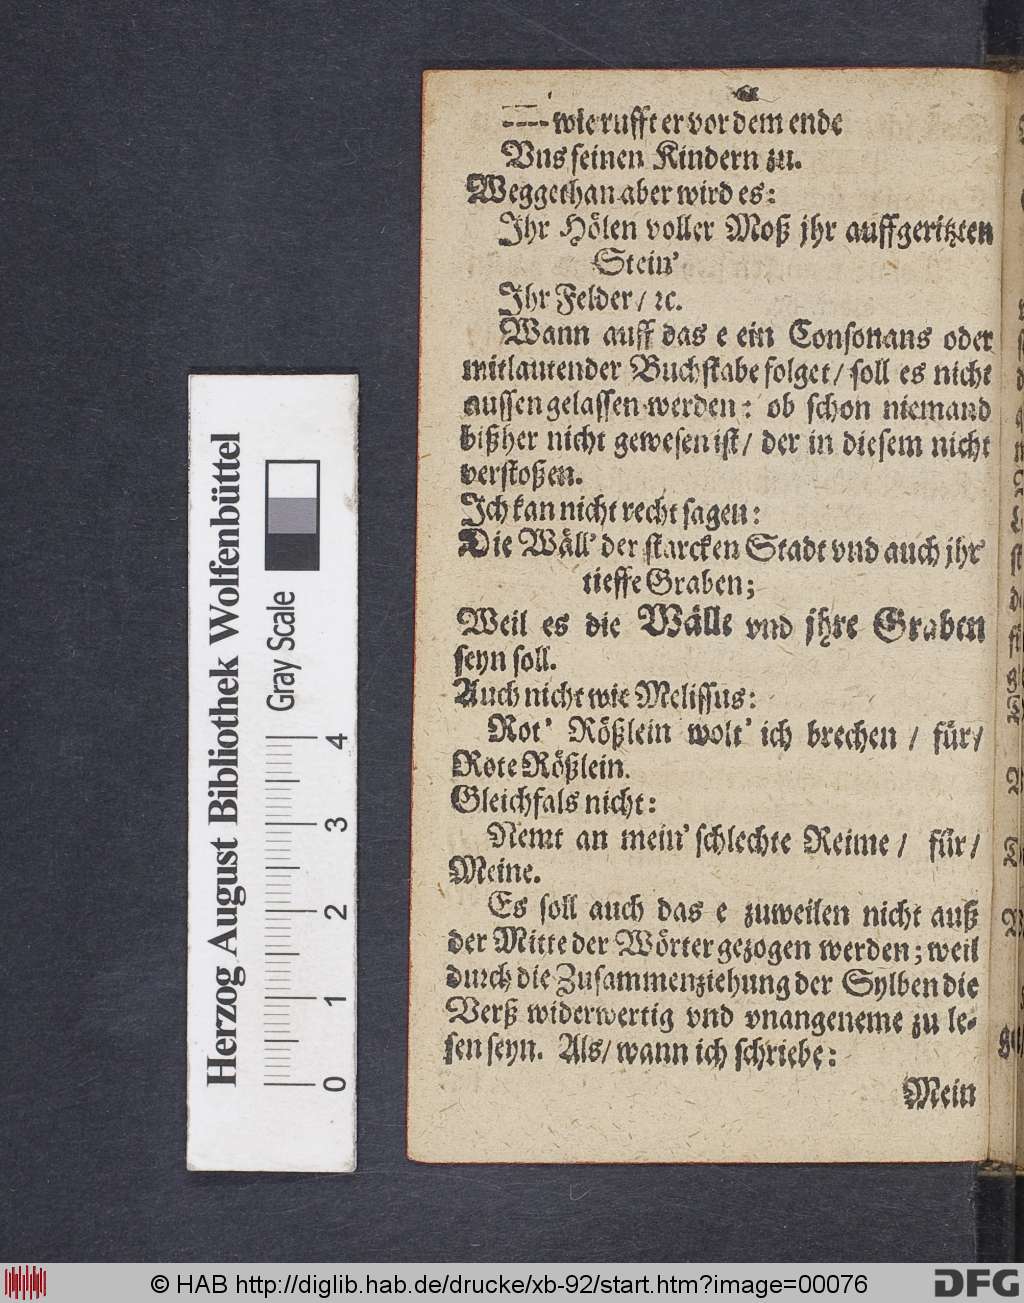 ---- wie rufft er vor dem ende
Vns seinen Kindern zu.
Weggethan aber wird es:
Jhr Hölen voller Moß jhr auffgeritzten
Stein'
Jhr Felder / ꝛc.
Wann auff das e ein Consonans oder
mitlautender Buchstabe folget / soll es nicht
aussen gelassen werden: ob schon niemand
bißher nicht gewesen ist / der in diesem nicht
verstoßen.
Jch kan nicht recht sagen:
Die Wäll' der starcken Stadt vnd auch jhr'
tieffe Graben;
Weil es die Wälle vnd jhre Graben
seyn soll.
Auch nicht wie Melissus:
Rot' Rößlein wolt' ich brechen / für /
Rote Rößlein.
Gleichfals nicht:
Nemt an mein' schlechte Reime / für /
Meine.
Es soll auch das e zuweilen nicht auß
der Mitte der Wörter gezogen werden; weil
durch die Zusammenziehung der Sylben die
Verß widerwertig vnd vnangeneme zu le-
sen seyn. Als / wann ich schriebe:
Mein
Herzog August Bibliothek Wolfenbüttel
Gray Scale
0 1 2 3 4
© HAB http://diglib.hab.de/drucke/xb-92/start.htm?image=00076
DFG